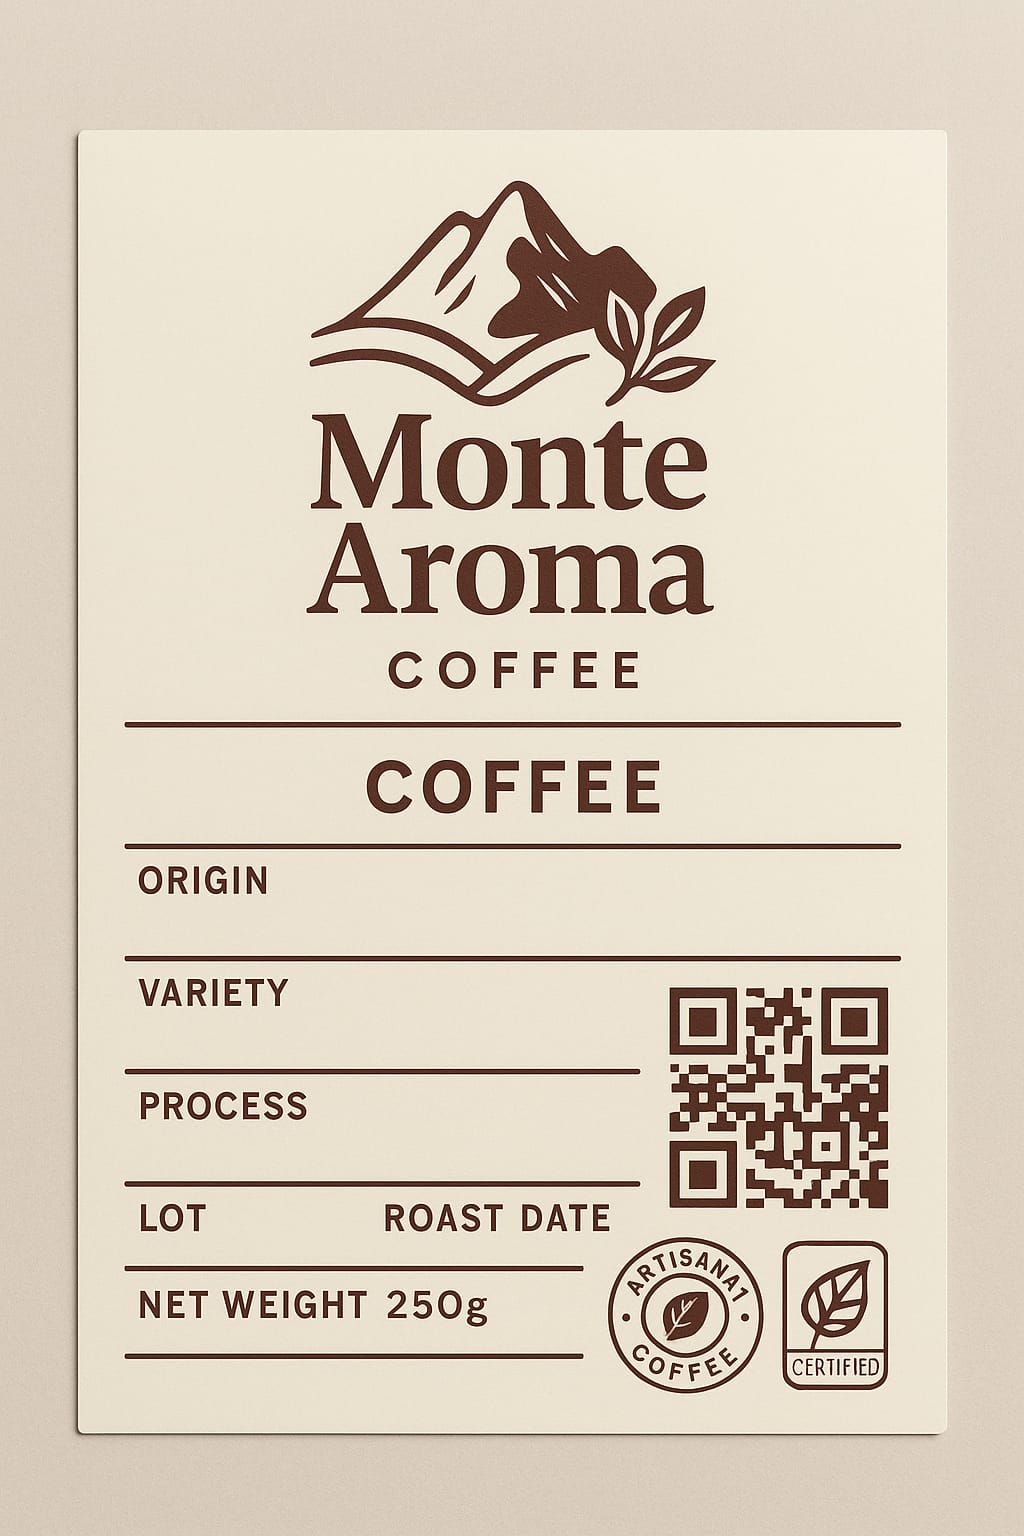 Monte
Aroma
COFFEE
COFFEE
ORIGIN
VARIETY
PROCESS
LOT ROAST DATE
NET WEIGHT 250g
ARTISANA1
COFFEE
CERTIFIED